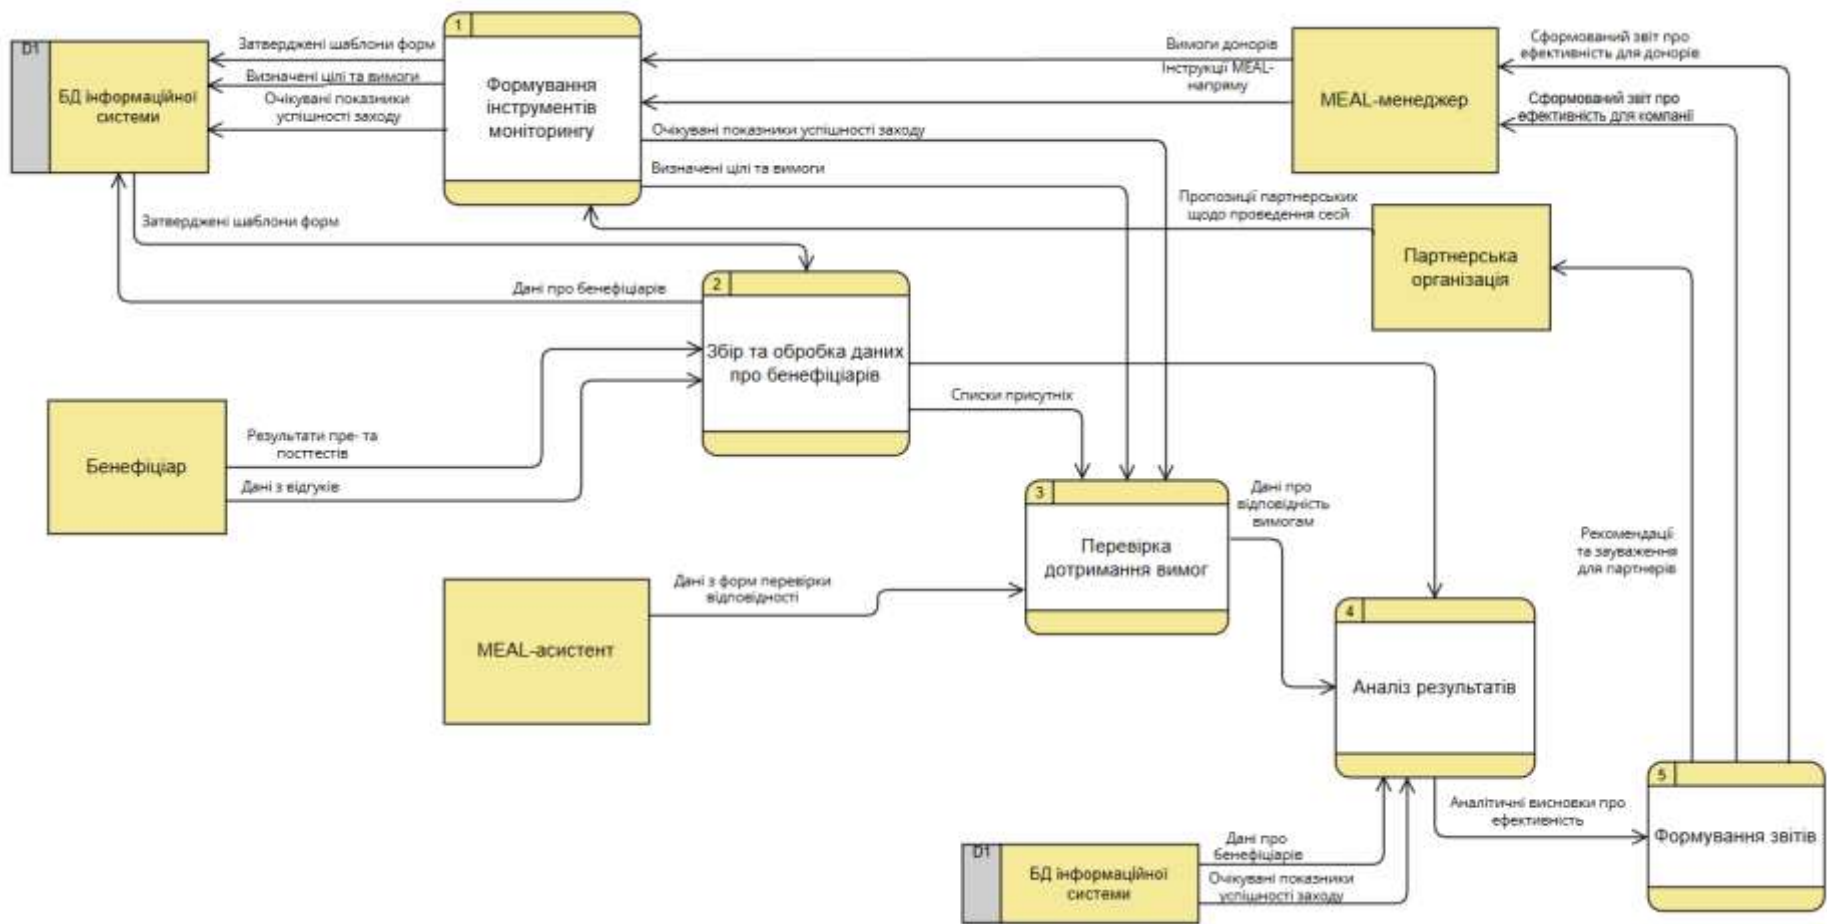 D1
БД інформаційної
системи
Затверджені шаблони форм
Визначені цілі та вимоги
Очікувані показники
успішності заходу
1
Формування
інструментів
моніторингу
Вимоги донорів
Інструкції MEAL-
напряму
MEAL-менеджер
Сформований звіт про
ефективність для донорів
Сформований звіт про
ефективність для компанії
Очікувані показники успішності заходу
Визначені цілі та вимоги
Пропозиції партнерських
щодо проведення сесій
Партнерська
організація
Затверджені шаблони форм
Дані про бенефіціарів
2
Збір та обробка даних
про бенефіціарів
Списки присутніх
Бенефіціар
Результати пре- та
посттестів
Дані з відгуків
3
Перевірка
дотримання вимог
Дані про
відповідність
вимогам
MEAL-асистент
Дані з форм перевірки
відповідності
Рекомендації
та зауваження
для партнерів
4
Аналіз результатів
Аналітичні висновки про
ефективність
5
Формування звітів
D1
БД інформаційної
системи
Дані про
бенефіціарів
Очікувані показники
успішності заходу